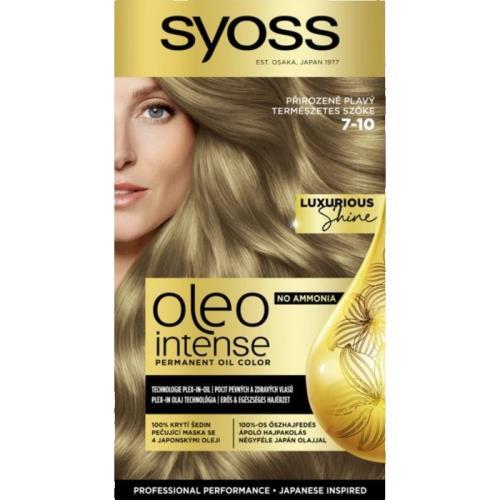 syoss
EST. OSAKA, JAPAN 1977
PŘIROZENĚ PLAVÝ
TERMÉSZETES SZŐKE
7-10
LUXURIOUS
Shine
NO AMMONIA
oleo
intense
PERMANENT OIL COLOR
TECHNOLOGIE PLEX-IN-OIL | POCIT PEVNÝCH A ZDRAVÝCH VLASŮ
PLEX-IN OLAJ TECHNOLÓGIA | ERŐS & EGÉSZSÉGES HAJÉRZET
100% KRYTÍ ŠEDIN
PEČUJÍCÍ MASKA SE
4 JAPONSKÝMI OLEJI
100%-OS ŐSZHAJFEDÉS
ÁPOLÓ HAJPAKOLÁS
NÉGYFÉLE JAPÁN OLAJJAL
PROFESSIONAL PERFORMANCE • JAPANESE INSPIRED